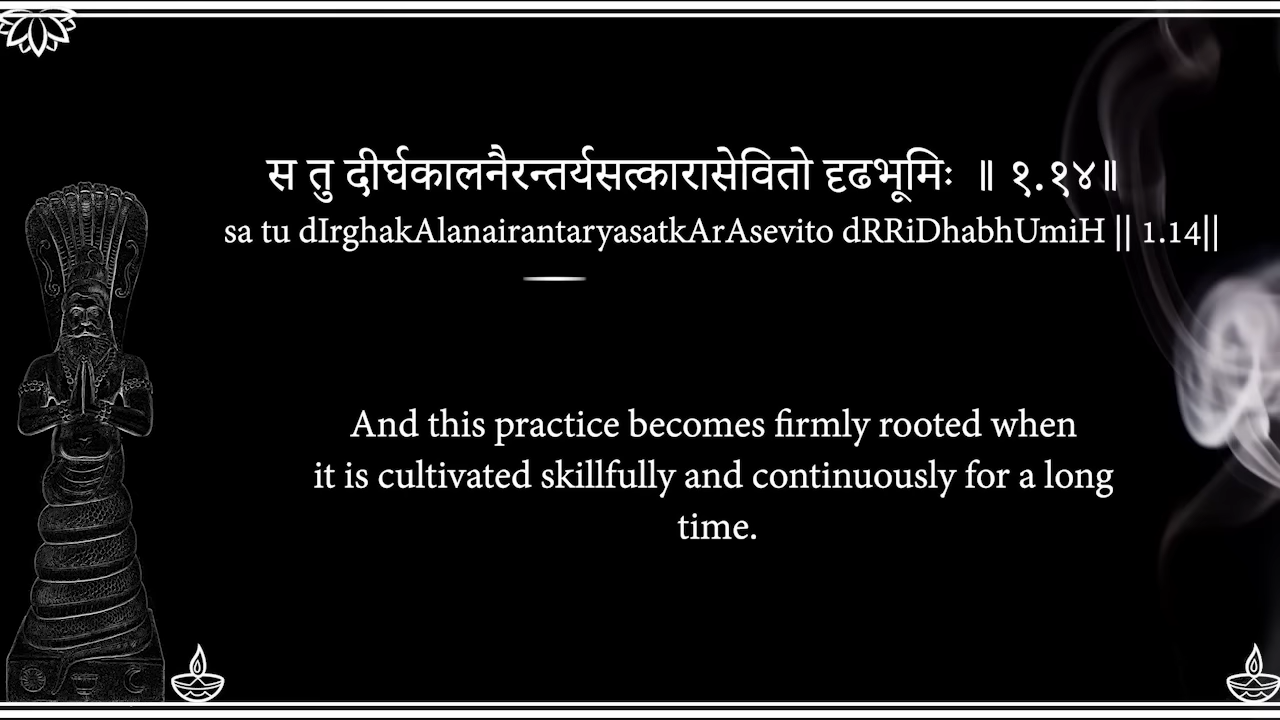 स तु दीर्घकालनैरन्तर्यसत्कारासेवितो दृढभूमिः ॥ १.१४॥
sa tu dIrghakAlanairantaryasatkArAsevito dRRiDhabhUmiH || 1.14||
And this practice becomes firmly rooted when
it is cultivated skillfully and continuously for a long
time.